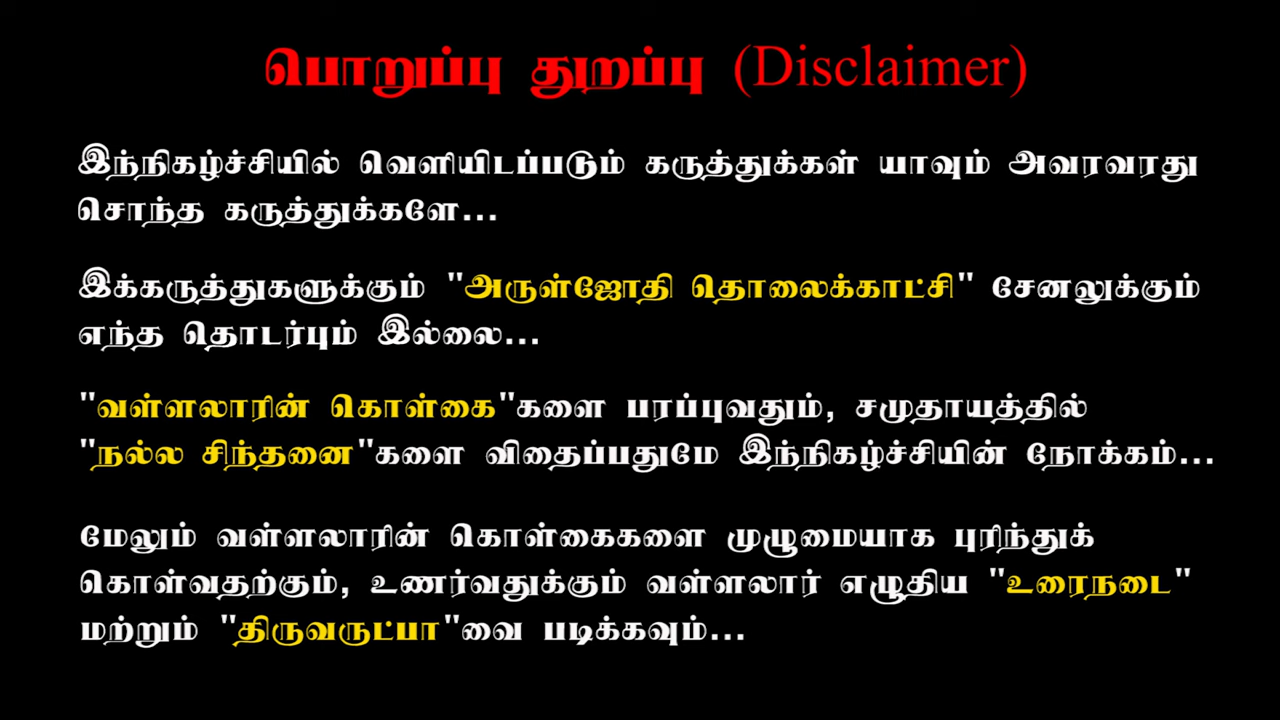 பொறுப்பு துறப்பு (Disclaimer)
இந்நிகழ்ச்சியில் வெளியிடப்படும் கருத்துக்கள் யாவும் அவரவரது
சொந்த கருத்துக்களே...
இக்கருத்துகளுக்கும் "அருள்ஜோதி தொலைக்காட்சி" சேனலுக்கும்
எந்த தொடர்பும் இல்லை...
"வள்ளலாரின் கொள்கை"களை பரப்புவதும், சமுதாயத்தில்
"நல்ல சிந்தனை"களை விதைப்பதுமே இந்நிகழ்ச்சியின் நோக்கம்...
மேலும் வள்ளலாரின் கொள்கைகளை முழுமையாக புரிந்துக்
கொள்வதற்கும், உணர்வதுக்கும் வள்ளலார் எழுதிய "உரைநடை"
மற்றும் "திருவருட்பா"வை படிக்கவும்...